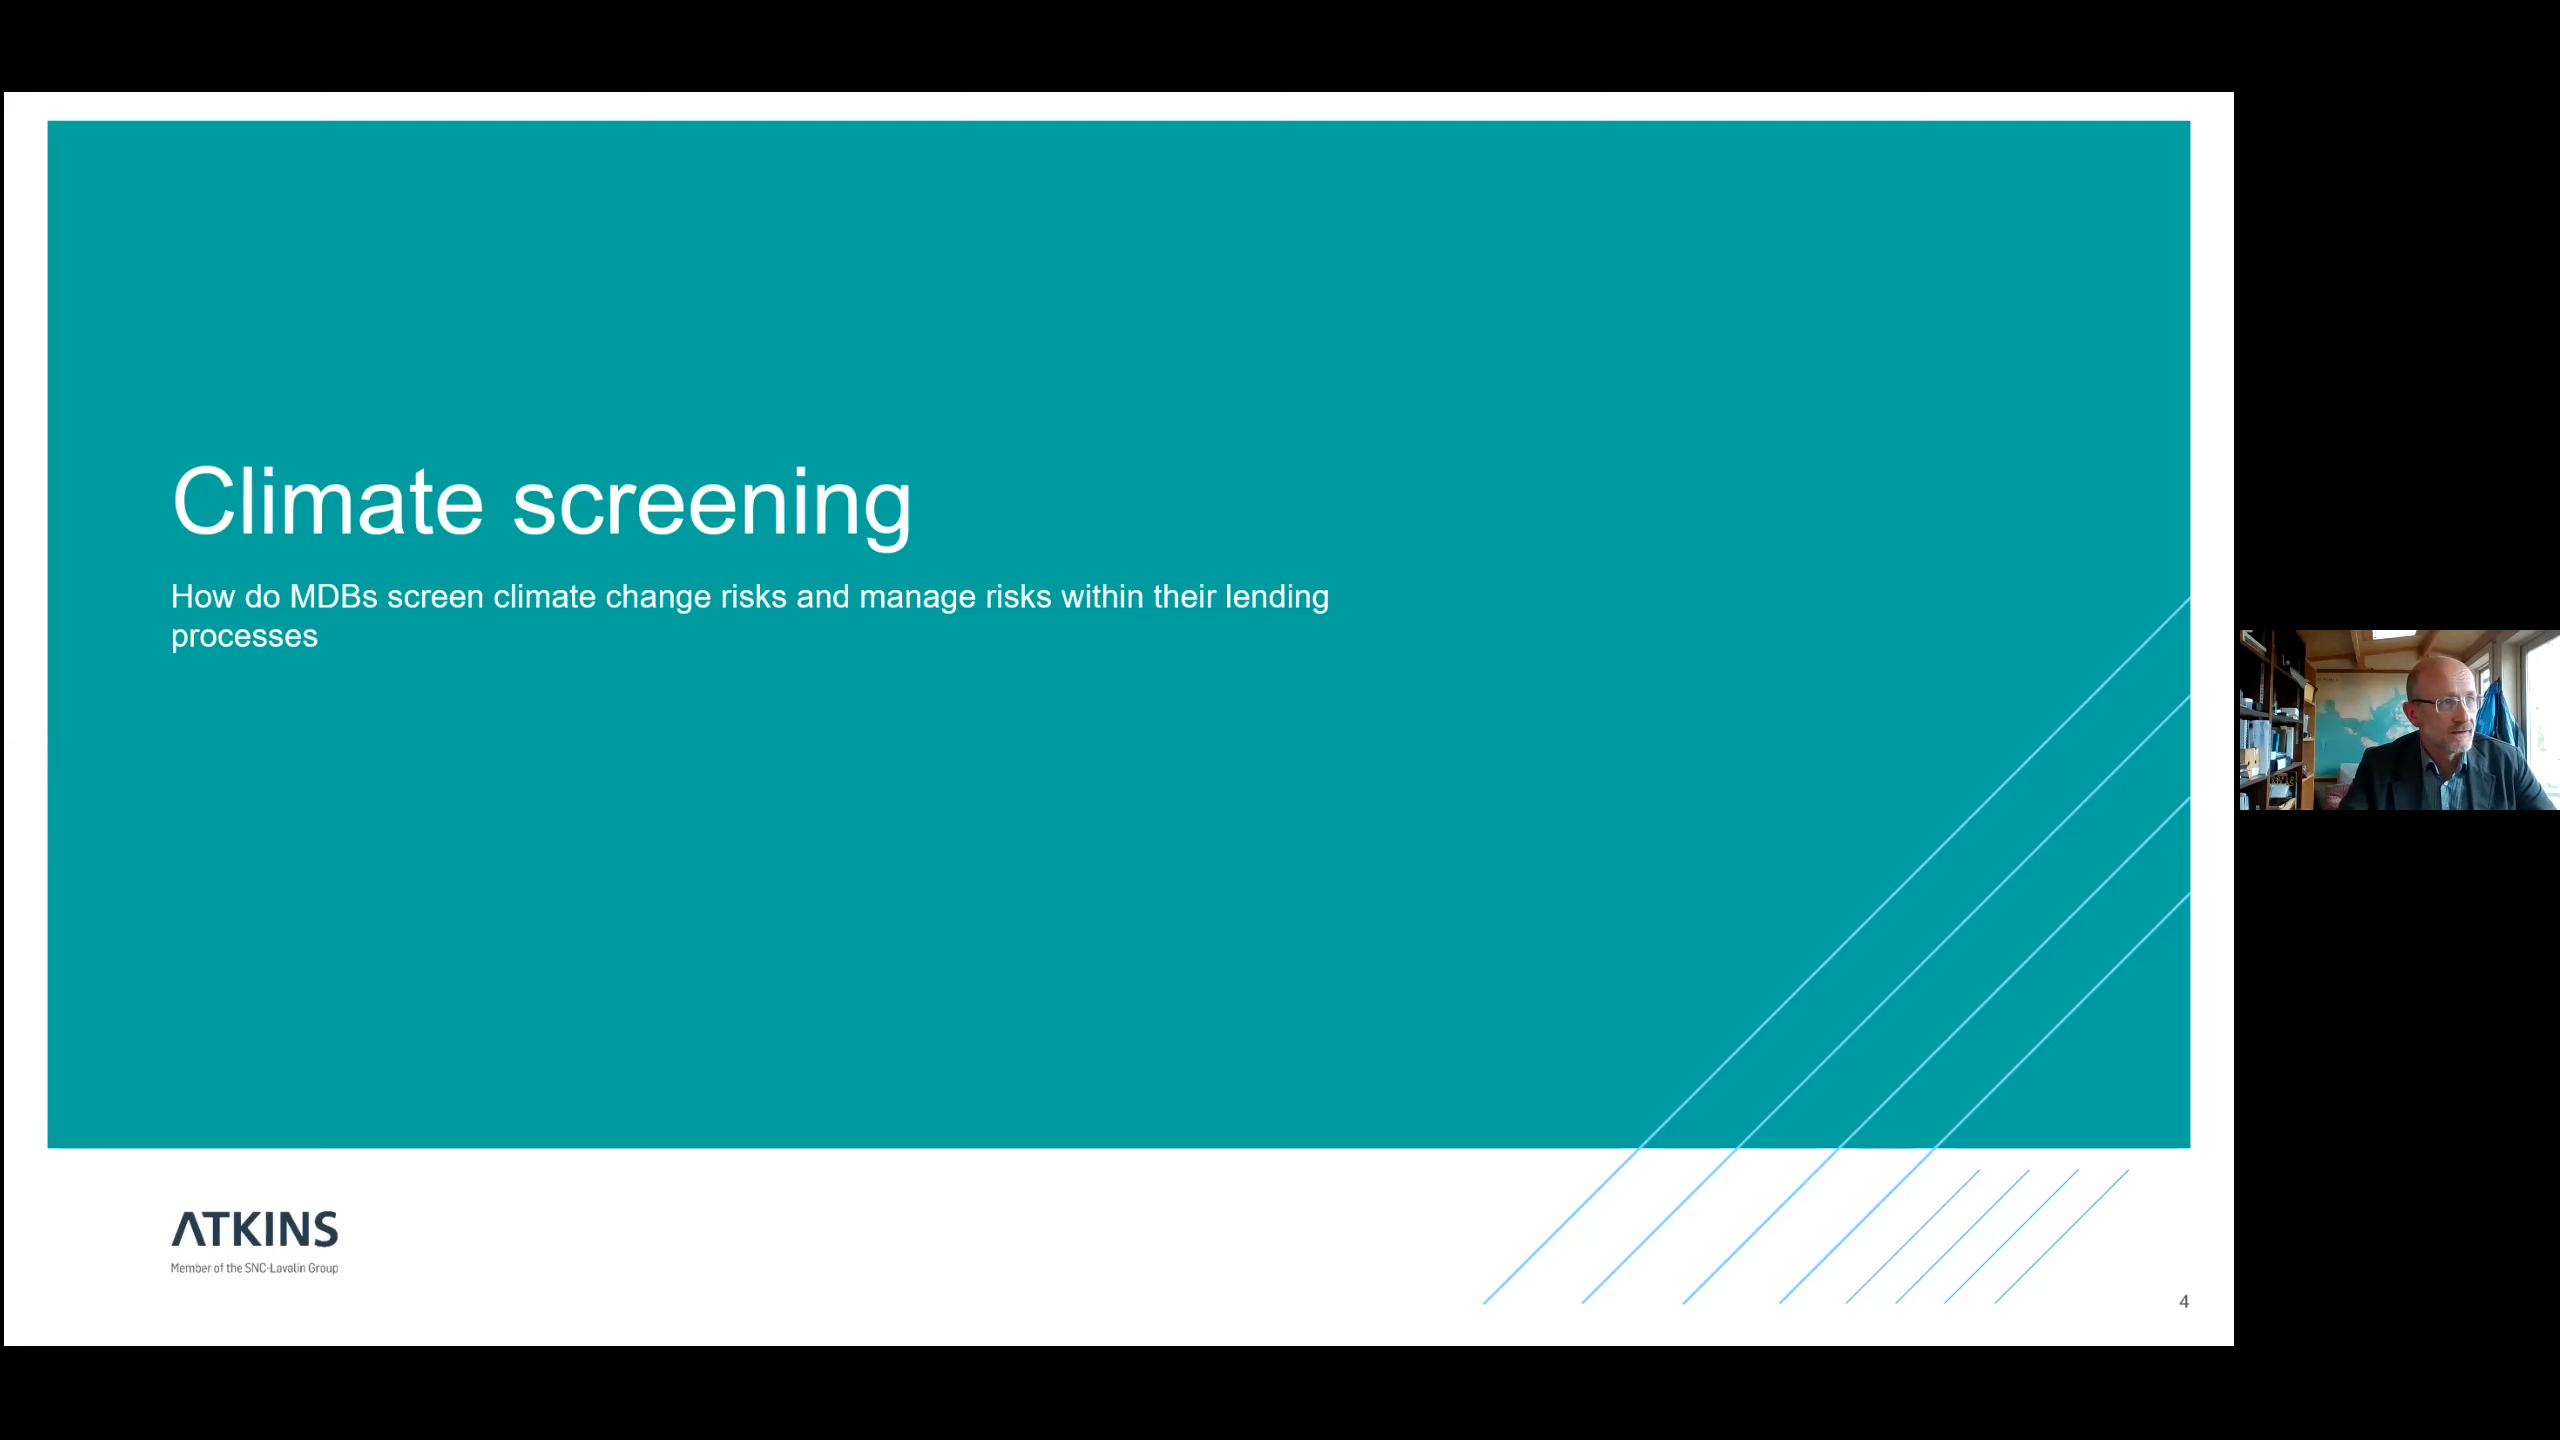 Climate screening
How do MDBs screen climate change risks and manage risks within their lending
processes
ATKINS
Member of the SNC-Lavalin Group
4